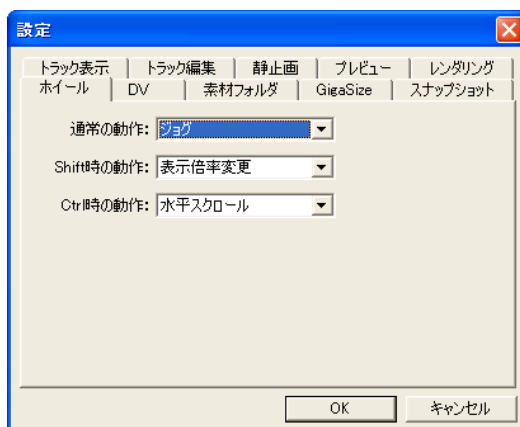 設定
トラック表示 トラック編集 静止画 プレビュー レンダリング
ホイール DV 素材フォルダ GigaSize スナップショット
通常の動作: ジョグ
Shift時の動作: 表示倍率変更
Ctrl時の動作: 水平スクロール
OK キャンセル